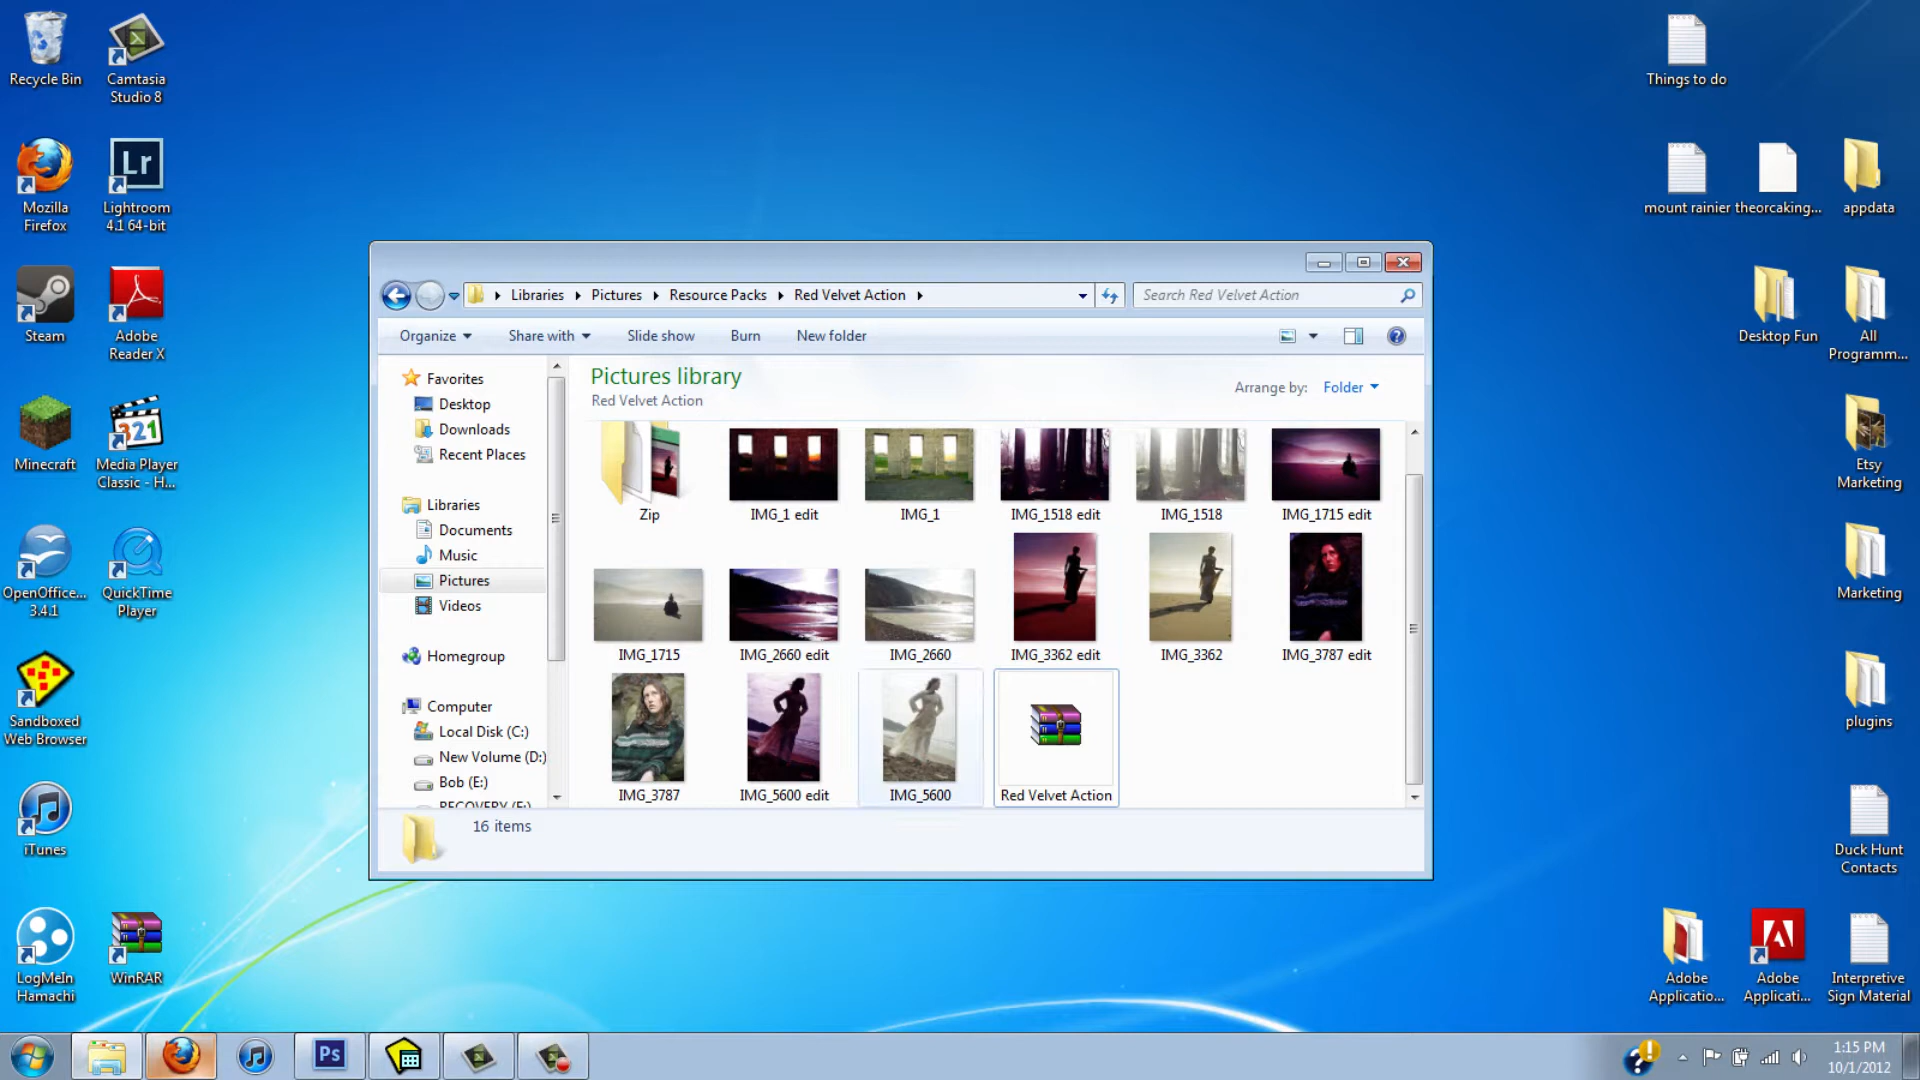 Recycle Bin
Camtasia
Studio 8
Things to do
Mozilla
Firefox
Lr
Lightroom
4.1 64-bit
mount rainier
theorcaking...
appdata
Steam
Adobe
Reader X
Desktop Fun
All
Programm...
Minecraft
321
Media Player
Classic - H...
Etsy
Marketing
OpenOffice...
3.4.1
QuickTime
Player
Marketing
Sandboxed
Web Browser
plugins
iTunes
Duck Hunt
Contacts
LogMeIn
Hamachi
WinRAR
Adobe
Applicatio...
Adobe
Applicati...
Interpretive
Sign Material
Libraries
Pictures
Resource Packs
Red Velvet Action
Search Red Velvet Action
Organize
Share with
Slide show
Burn
New folder
Favorites
Desktop
Downloads
Recent Places
Libraries
Documents
Music
Pictures
Videos
Homegroup
Computer
Local Disk (C:)
New Volume (D:)
Bob (E:)
RECOVERY (F:)
Pictures library
Red Velvet Action
Arrange by: Folder
Zip
IMG_1 edit
IMG_1
IMG_1518 edit
IMG_1518
IMG_1715 edit
IMG_1715
IMG_2660 edit
IMG_2660
IMG_3362 edit
IMG_3362
IMG_3787 edit
IMG_3787
IMG_5600 edit
IMG_5600
Red Velvet Action
16 items
Ps
1:15 PM
10/1/2012